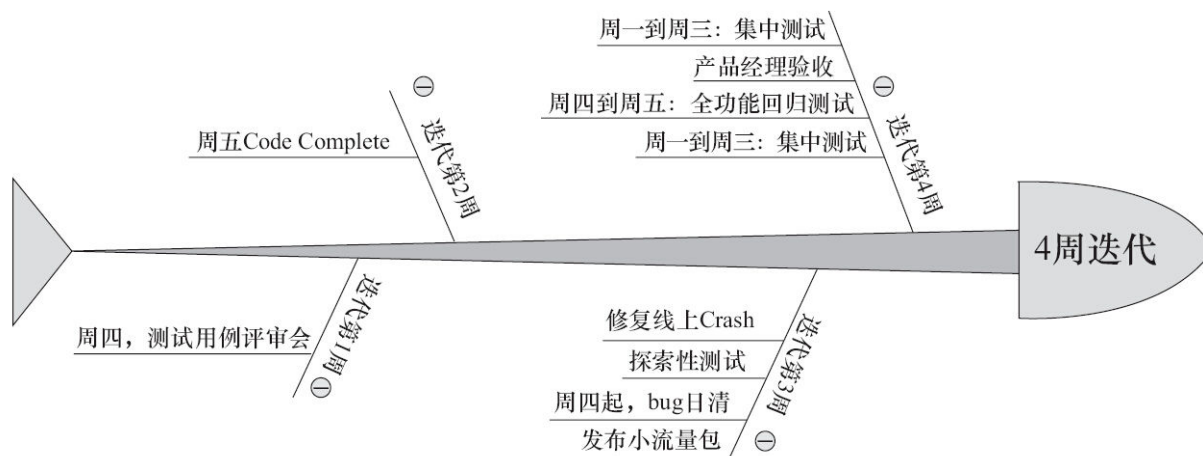 周一到周三：集中测试
产品经理验收
周四到周五：全功能回归测试
周一到周三：集中测试
迭代第4周
周五Code Complete
迭代第2周
4周迭代
周四，测试用例评审会
迭代第1周
修复线上Crash
探索性测试
周四起，bug日清
发布小流量包
迭代第3周